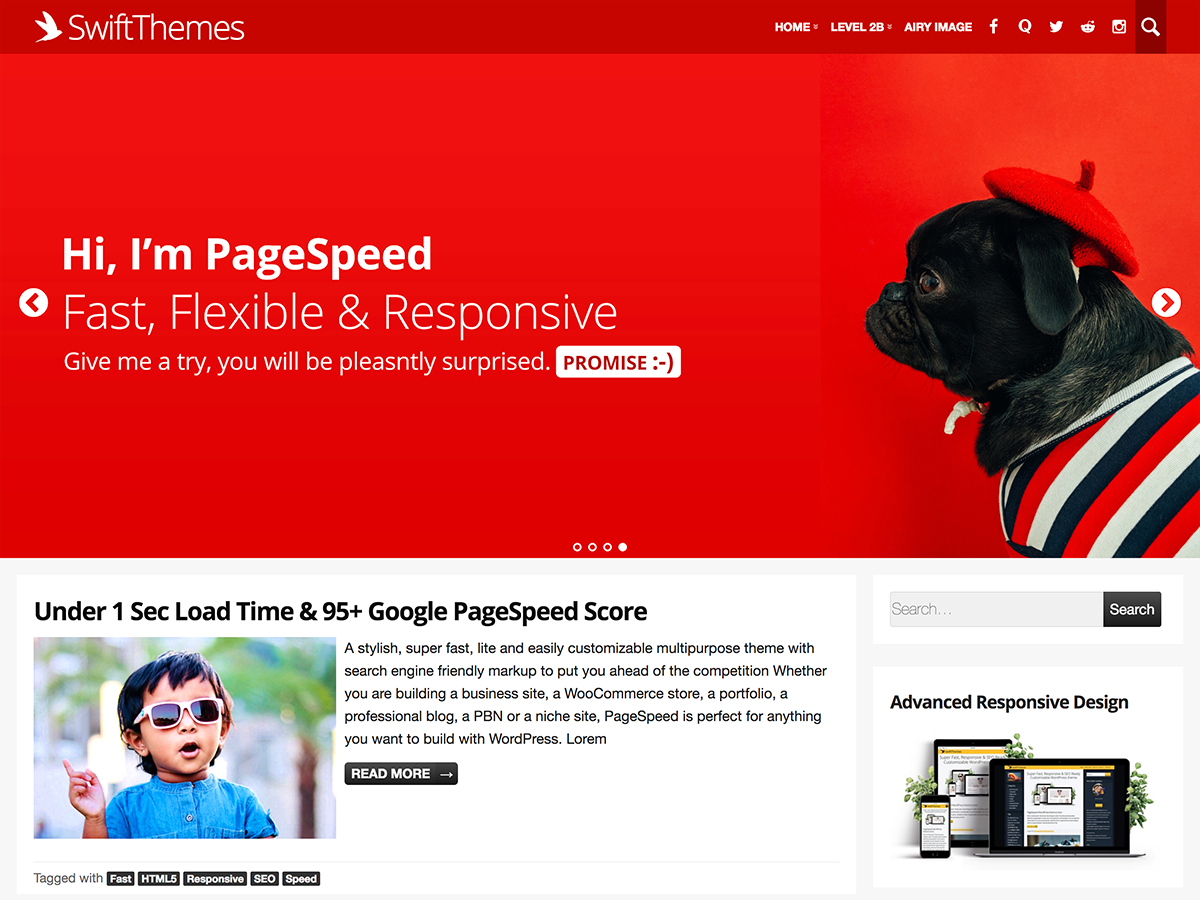 SwiftThemes
HOME LEVEL 2B AIRY IMAGE
Hi, I'm PageSpeed
Fast, Flexible & Responsive
Give me a try, you will be pleasntly surprised. PROMISE :-)
Under 1 Sec Load Time & 95+ Google PageSpeed Score
A stylish, super fast, lite and easily customizable multipurpose theme with
search engine friendly markup to put you ahead of the competition Whether
you are building a business site, a WooCommerce store, a portfolio, a
professional blog, a PBN or a niche site, PageSpeed is perfect for anything
you want to build with WordPress. Lorem
READ MORE →
Tagged with Fast HTML5 Responsive SEO Speed
Search… Search
Advanced Responsive Design